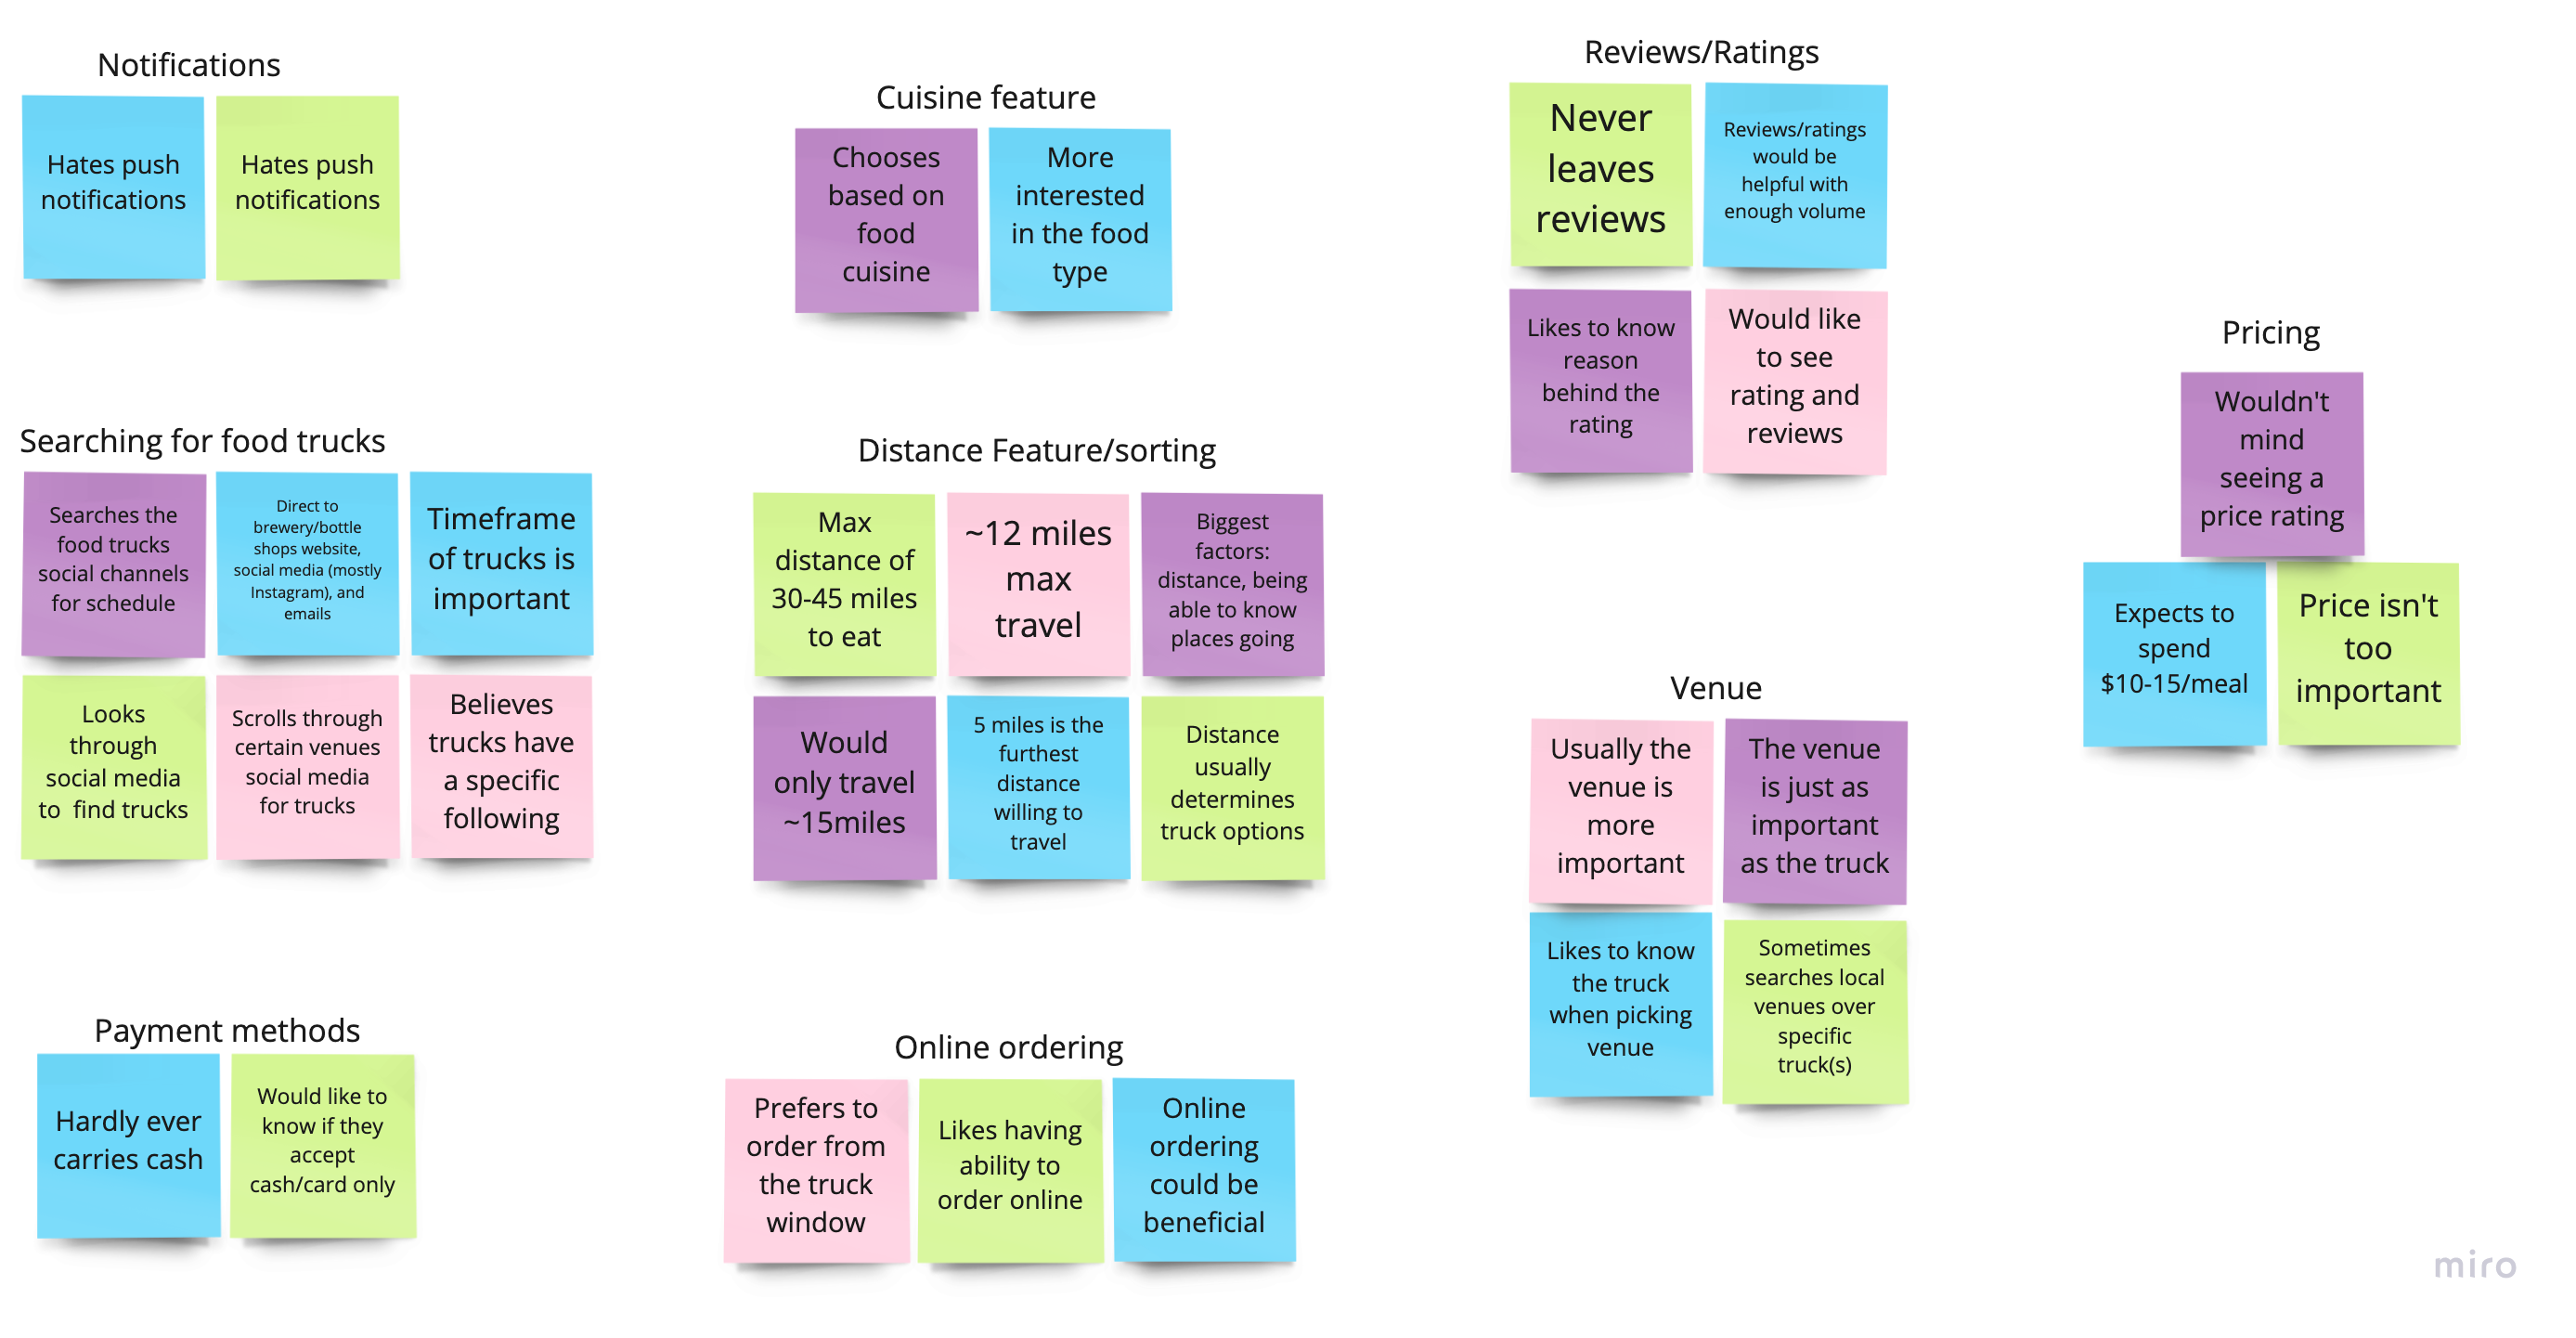 Notifications
Hates push
notifications
Hates push
notifications
Searching for food trucks
Searches the
food trucks
social channels
for schedule
Direct to
brewery/bottle
shops website,
social media (mostly
Instagram), and
emails
Timeframe
of trucks is
important
Looks
through
social media
to  find trucks
Scrolls through
certain venues
social media
for trucks
Believes
trucks have
a specific
following
Payment methods
Hardly ever
carries cash
Would like to
know if they
accept
cash/card only
Cuisine feature
Chooses
based on
food
cuisine
More
interested
in the food
type
Distance Feature/sorting
Max
distance of
30-45 miles
to eat
~12 miles
max
travel
Biggest
factors:
distance, being
able to know
places going
Would
only travel
~15miles
5 miles is the
furthest
distance
willing to
travel
Distance
usually
determines
truck options
Online ordering
Prefers to
order from
the truck
window
Likes having
ability to
order online
Online
ordering
could be
beneficial
Reviews/Ratings
Never
leaves
reviews
Reviews/ratings
would be
helpful with
enough volume
Likes to know
reason
behind the
rating
Would like
to see
rating and
reviews
Venue
Usually the
venue is
more
important
The venue
is just as
important
as the truck
Likes to know
the truck
when picking
venue
Sometimes
searches local
venues over
specific
truck(s)
Pricing
Wouldn't
mind
seeing a
price rating
Expects to
spend
$10-15/meal
Price isn't
too
important
miro